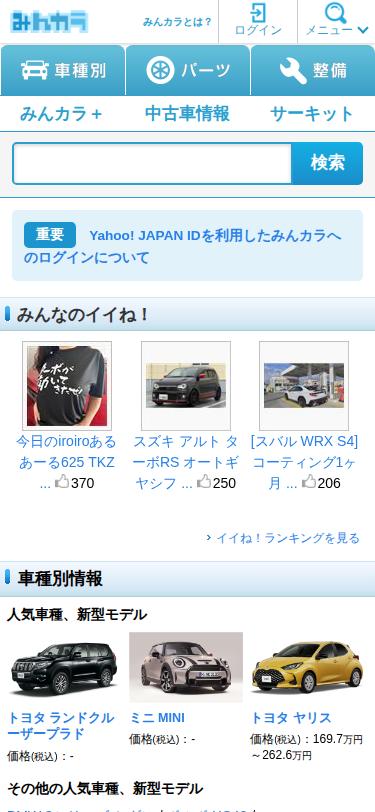 みんカラ
みんカラとは？
ログイン
メニュー
車種別
パーツ
整備
みんカラ＋
中古車情報
サーキット
検索
重要 Yahoo! JAPAN IDを利用したみんカラへ
のログインについて
みんなのイイね！
今日のiroiroある
あーる625 TKZ
... 370
スズキ アルト タ
ーボRS オートギ
ヤシフ ... 250
[スバル WRX S4]
コーティング1ヶ
月 ... 206
イイね！ランキングを見る
車種別情報
人気車種、新型モデル
トヨタ ランドクル
ーザープラド
価格(税込)：-
ミニ MINI
価格(税込)：-
トヨタ ヤリス
価格(税込)：169.7万円
～262.6万円
その他の人気車種、新型モデル